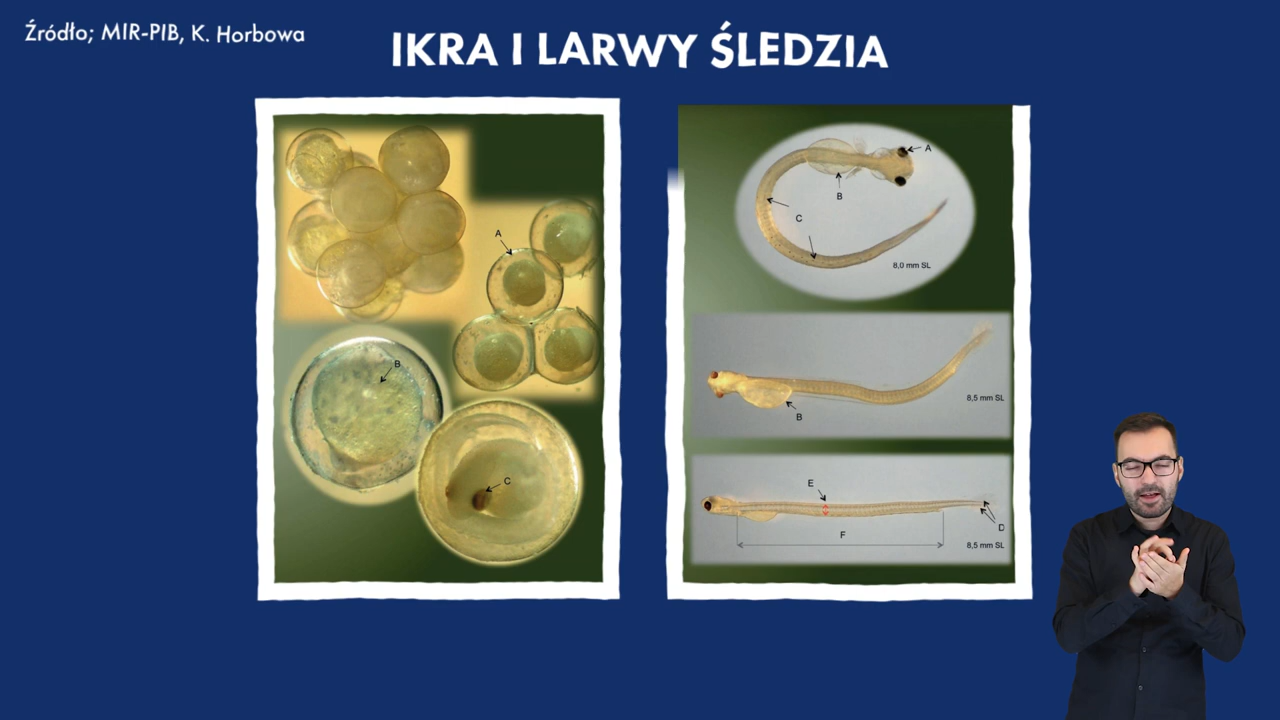 Źródło; MIR-PIB, K. Horbowa
IKRA I LARWY ŚLEDZIA
A
B
C
A
B
C
8,0 mm SL
B
8,5 mm SL
E
F
D
8,5 mm SL